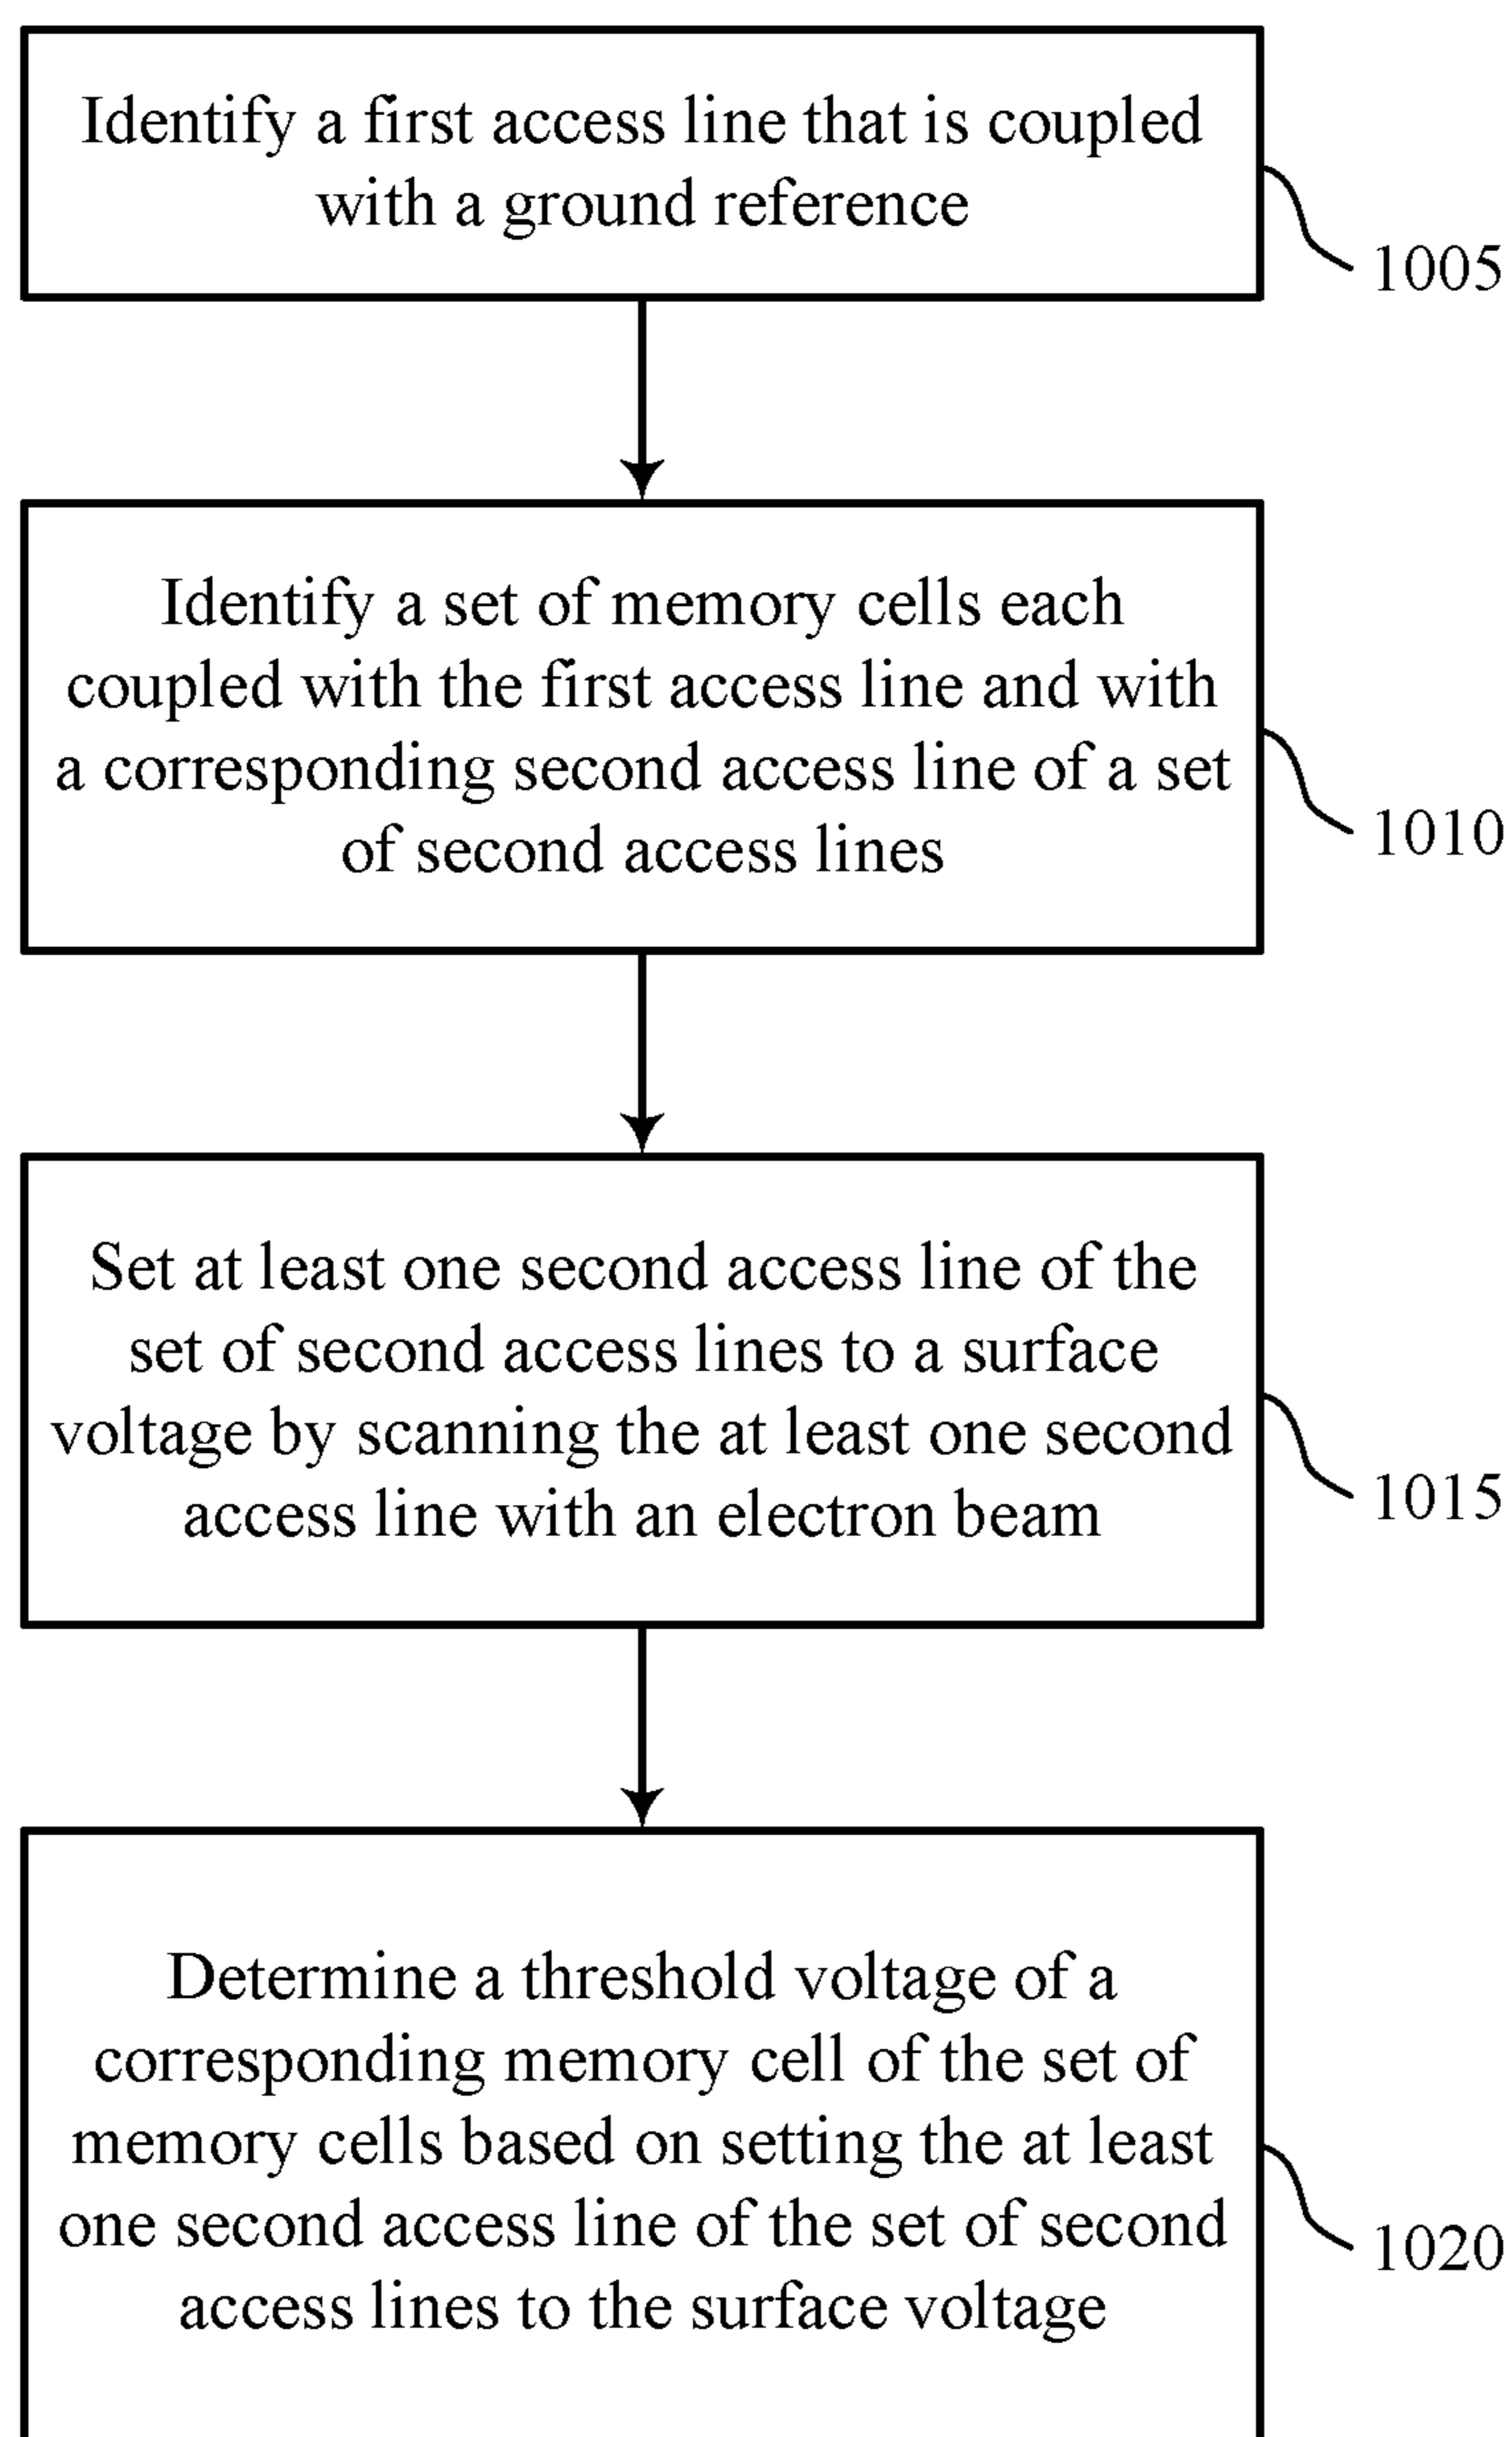 Identify a first access line that is coupled
with a ground reference
1005
Identify a set of memory cells each
coupled with the first access line and with
a corresponding second access line of a set
of second access lines
1010
Set at least one second access line of the
set of second access lines to a surface
voltage by scanning the at least one second
access line with an electron beam
1015
Determine a threshold voltage of a
corresponding memory cell of the set of
memory cells based on setting the at least
one second access line of the set of second
access lines to the surface voltage
1020